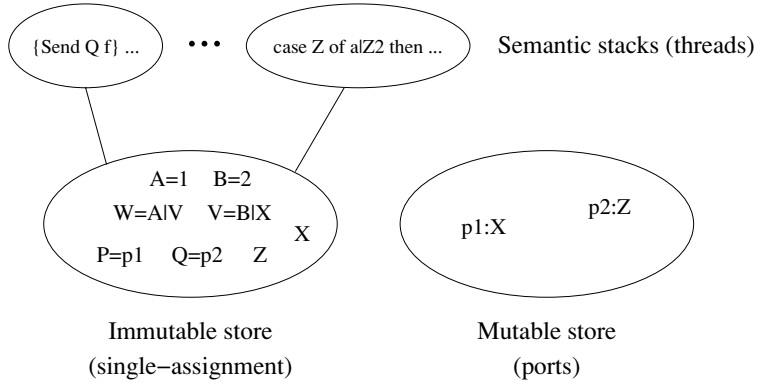 {Send Q f} ... ... case Z of a|Z2 then ... Semantic stacks (threads)
A=1 B=2
W=A|V V=B|X
X
P=p1 Q=p2 Z
p1:X p2:Z
Immutable store
(single−assignment)
Mutable store
(ports)